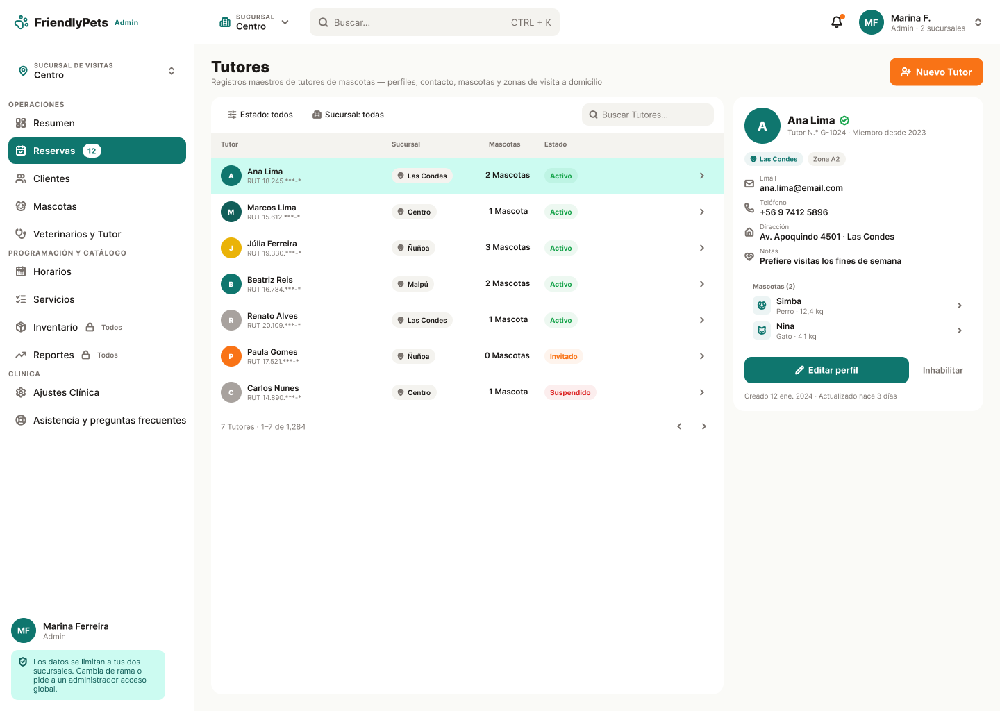 FriendlyPets Admin
SUCURSAL
Centro
Buscar...
CTRL + K
MF
Marina F.
Admin · 2 sucursales
SUCURSAL DE VISITAS
Centro
OPERACIONES
Resumen
Reservas 12
Clientes
Mascotas
Veterinarios y Tutor
PROGRAMACIÓN Y CATÁLOGO
Horarios
Servicios
Inventario Todos
Reportes Todos
CLINICA
Ajustes Clínica
Asistencia y preguntas frecuentes
MF
Marina Ferreira
Admin
Los datos se limitan a tus dos
sucursales. Cambia de rama o
pide a un administrador acceso
global.
Tutores
Registros maestros de tutores de mascotas — perfiles, contacto, mascotas y zonas de visita a domicilio
Nuevo Tutor
Estado: todos
Sucursal: todas
Buscar Tutores...
Tutor Sucursal Mascotas Estado
A Ana Lima Las Condes 2 Mascotas Activo
RUT 18.245.***-*
M Marcos Lima Centro 1 Mascota Activo
RUT 15.612.***-*
J Júlia Ferreira Ñuñoa 3 Mascotas Activo
RUT 19.330.***-*
B Beatriz Reis Maipú 2 Mascotas Activo
RUT 16.784.***-*
R Renato Alves Las Condes 1 Mascota Activo
RUT 20.109.***-*
P Paula Gomes Ñuñoa 0 Mascotas Invitado
RUT 17.521.***-*
C Carlos Nunes Centro 1 Mascota Suspendido
RUT 14.890.***-*
7 Tutores · 1–7 de 1,284
A
Ana Lima
Tutor N.° G-1024 · Miembro desde 2023
Las Condes
Zona A2
Email
ana.lima@email.com
Teléfono
+56 9 7412 5896
Dirección
Av. Apoquindo 4501 · Las Condes
Notas
Prefiere visitas los fines de semana
Mascotas (2)
Simba
Perro · 12,4 kg
Nina
Gato · 4,1 kg
Editar perfil
Inhabilitar
Creado 12 ene. 2024 · Actualizado hace 3 días